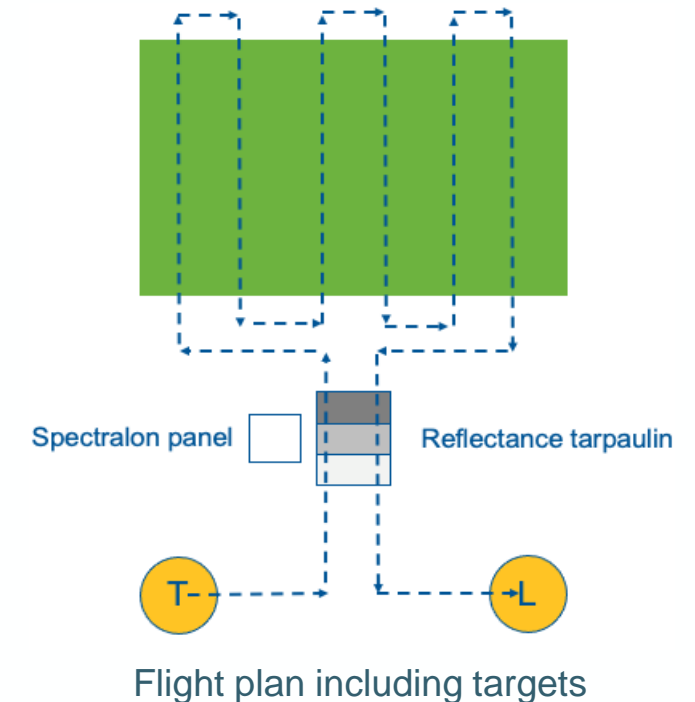 Spectralon panel
Reflectance tarpaulin
T
L
Flight plan including targets